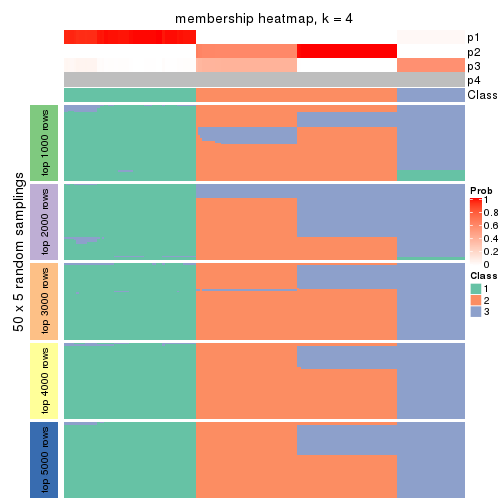 membership heatmap, k = 4
p1
p2
p3
p4
Class
50 x 5 random samplings
top 1000 rows
top 2000 rows
top 3000 rows
top 4000 rows
top 5000 rows
Prob
1
0.8
0.6
0.4
0.2
0
Class
1
2
3